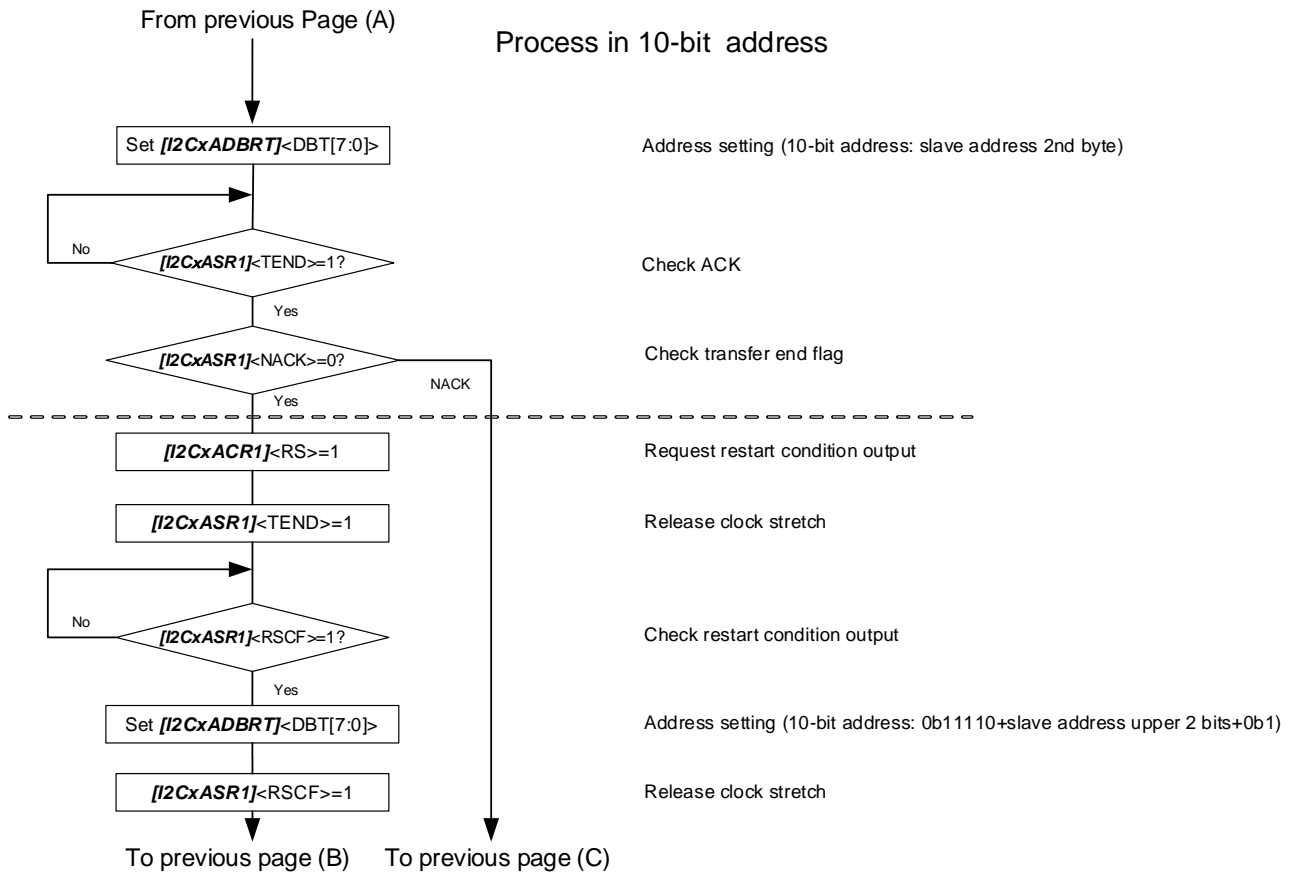 From previous Page (A)
Process in 10-bit address
Set [I2CxADBRT]<DBT[7:0]>
Address setting (10-bit address: slave address 2nd byte)
No
[I2CxASR1]<TEND>=1?
Check ACK
Yes
[I2CxASR1]<NACK>=0?
Check transfer end flag
NACK
Yes
[I2CxACR1]<RS>=1
Request restart condition output
[I2CxASR1]<TEND>=1
Release clock stretch
No
[I2CxASR1]<RSCF>=1?
Check restart condition output
Yes
Set [I2CxADBRT]<DBT[7:0]>
Address setting (10-bit address: 0b11110+slave address upper 2 bits+0b1)
[I2CxASR1]<RSCF>=1
Release clock stretch
To previous page (B)
To previous page (C)